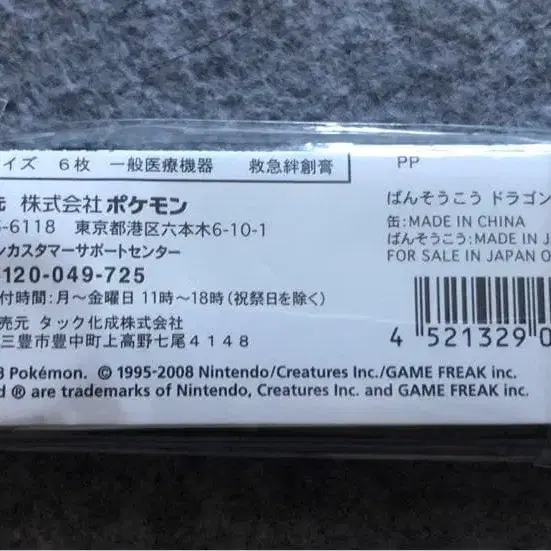 イズ 6枚 一般医療機器 救急絆創膏
元 株式会社ポケモン
6-6118 東京都港区六本木6-10-1
ンカスタマーサポートセンター
120-049-725
付時間:月〜金曜日 11時〜18時(祝祭日を除く)
売元 タック化成株式会社
三豊市豊中町上高野七尾4148
8 Pokémon. © 1995-2008 Nintendo/Creatures Inc./GAME FREAK inc.
d ® are trademarks of Nintendo, Creatures Inc. and GAME FREAK inc.
PP
ばんそうこう ドラゴン
缶:MADE IN CHINA
ばんそうこう:MADE IN J
FOR SALE IN JAPAN O
4 521329 0